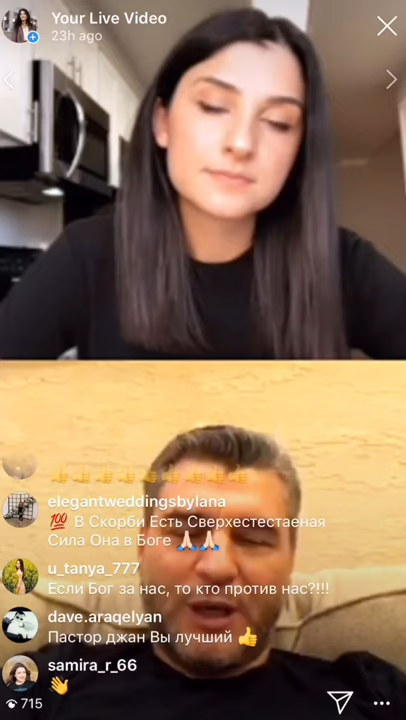 Your Live Video
23h ago
👍👍👍👍👍👍👍👍
elegantweddingsbylana
💯 В Скорби Есть Сверхестестаеная
Сила Она в Боге 🙏🏻🙏🏻
u_tanya_777
Если Бог за нас, то кто против нас?!!!
dave.araqelyan
Пастор джан Вы лучший 👍
samira_r_66
👋
715